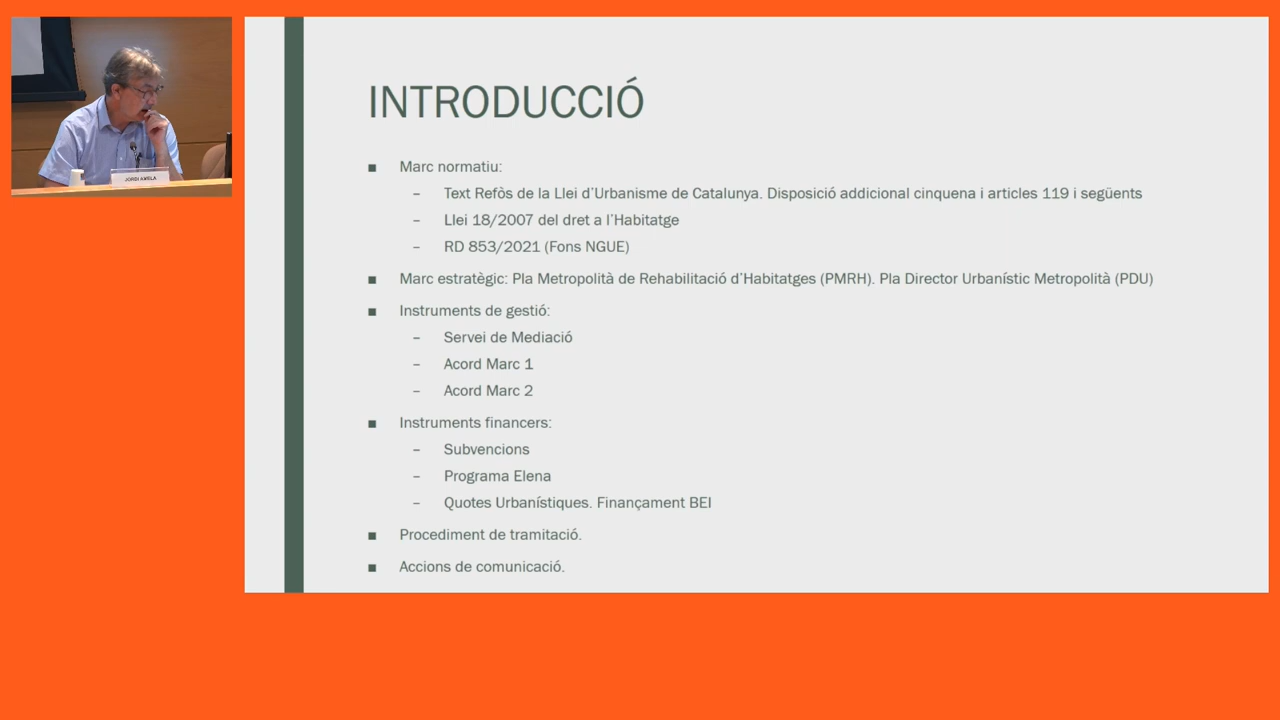 INTRODUCCIÓ
■ Marc normatiu:
– Text Refòs de la Llei d'Urbanisme de Catalunya. Disposició addicional cinquena i articles 119 i següents
– Llei 18/2007 del dret a l'Habitatge
– RD 853/2021 (Fons NGUE)
■ Marc estratègic: Pla Metropolità de Rehabilitació d'Habitatges (PMRH). Pla Director Urbanístic Metropolità (PDU)
■ Instruments de gestió:
– Servei de Mediació
– Acord Marc 1
– Acord Marc 2
■ Instruments financers:
– Subvencions
– Programa Elena
– Quotes Urbanístiques. Finançament BEI
■ Procediment de tramitació.
■ Accions de comunicació.